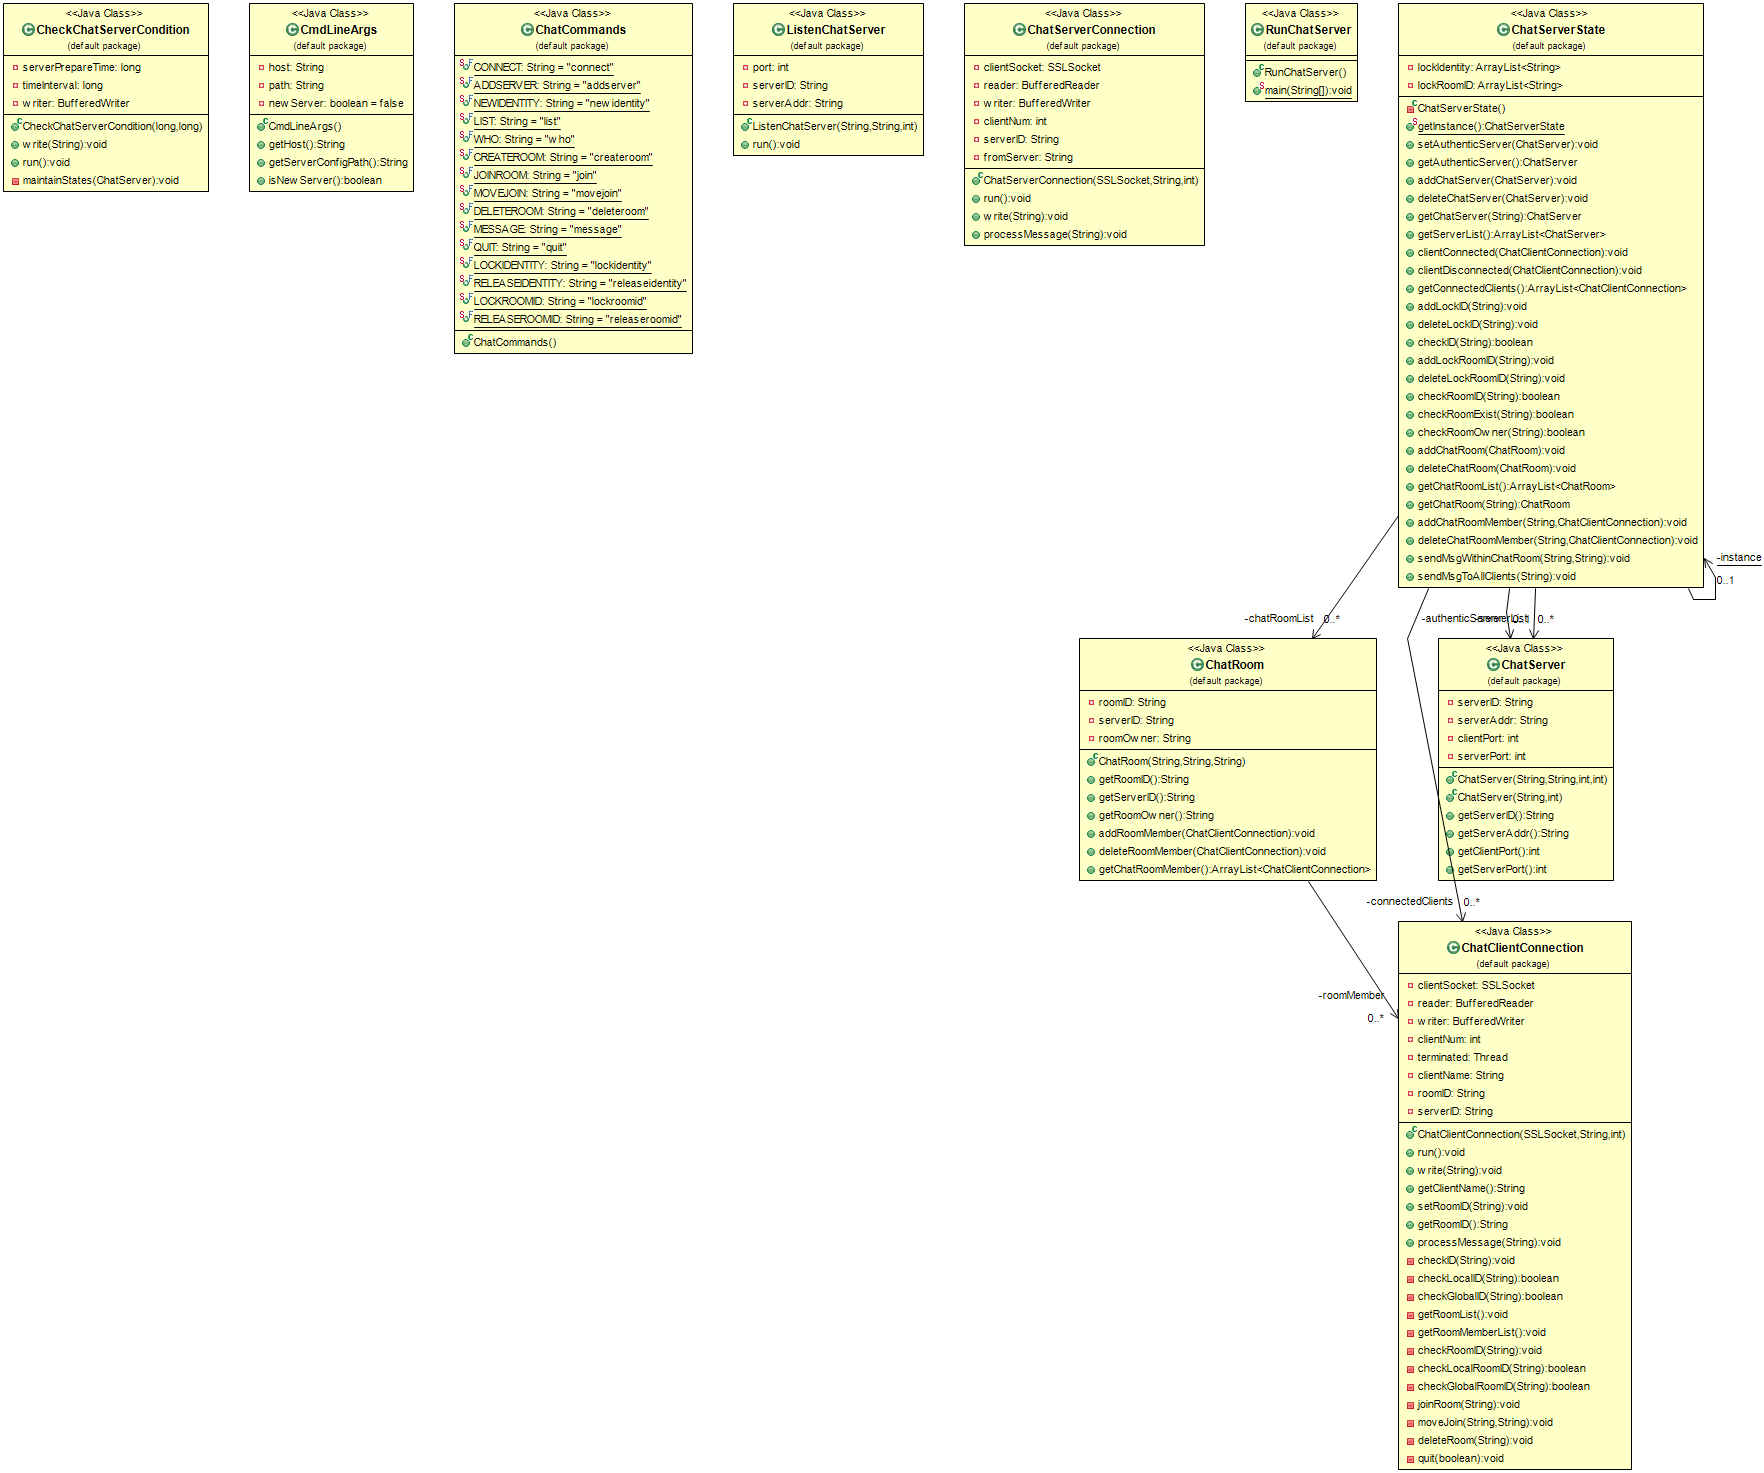 <<Java Class>>
CheckChatServerCondition
(default package)
serverPrepareTime: long
timeInterval: long
writer: BufferedWriter
CheckChatServerCondition(long,long)
write(String):void
run():void
maintainStates(ChatServer):void
<<Java Class>>
CmdLineArgs
(default package)
host: String
path: String
newServer: boolean = false
CmdLineArgs()
getHost():String
getServerConfigPath():String
isNewServer():boolean
<<Java Class>>
ChatCommands
(default package)
CONNECT: String = "connect"
ADDSERVER: String = "addserver"
NEWIDENTITY: String = "newidentity"
LIST: String = "list"
WHO: String = "who"
CREATEROOM: String = "createroom"
JOINROOM: String = "join"
MOVEJOIN: String = "movejoin"
DELETEROOM: String = "deleteroom"
MESSAGE: String = "message"
QUIT: String = "quit"
LOCKIDENTITY: String = "lockidentity"
RELEASEIDENTITY: String = "releaseidentity"
LOCKROOMID: String = "lockroomid"
RELEASEROOMID: String = "releaseroomid"
ChatCommands()
<<Java Class>>
ListenChatServer
(default package)
port: int
serverID: String
serverAddr: String
ListenChatServer(String,String,int)
run():void
<<Java Class>>
ChatServerConnection
(default package)
clientSocket: SSLSocket
reader: BufferedReader
writer: BufferedWriter
clientNum: int
serverID: String
fromServer: String
ChatServerConnection(SSLSocket,String,int)
run():void
write(String):void
processMessage(String):void
<<Java Class>>
RunChatServer
(default package)
RunChatServer()
main(String[]):void
<<Java Class>>
ChatServerState
(default package)
lockIdentity: ArrayList<String>
lockRoomID: ArrayList<String>
ChatServerState()
getInstance():ChatServerState
setAuthenticServer(ChatServer):void
getAuthenticServer():ChatServer
addChatServer(ChatServer):void
deleteChatServer(ChatServer):void
getChatServer(String):ChatServer
getServerList():ArrayList<ChatServer>
clientConnected(ChatClientConnection):void
clientDisconnected(ChatClientConnection):void
getConnectedClients():ArrayList<ChatClientConnection>
addLockID(String):void
deleteLockID(String):void
checkID(String):boolean
addLockRoomID(String):void
deleteLockRoomID(String):void
checkRoomID(String):boolean
checkRoomExist(String):boolean
checkRoomOwner(String):boolean
addChatRoom(ChatRoom):void
deleteChatRoom(ChatRoom):void
getChatRoomList():ArrayList<ChatRoom>
getChatRoom(String):ChatRoom
addChatRoomMember(String,ChatClientConnection):void
deleteChatRoomMember(String,ChatClientConnection):void
sendMsgWithinChatRoom(String,String):void
sendMsgToAllClients(String):void
-instance
0..1
-chatRoomList 0..*
-authenticServer 0..1
-serverList 0..*
<<Java Class>>
ChatRoom
(default package)
roomID: String
serverID: String
roomOwner: String
ChatRoom(String,String,String)
getRoomID():String
getServerID():String
getRoomOwner():String
addRoomMember(ChatClientConnection):void
deleteRoomMember(ChatClientConnection):void
getChatRoomMember():ArrayList<ChatClientConnection>
<<Java Class>>
ChatServer
(default package)
serverID: String
serverAddr: String
clientPort: int
serverPort: int
ChatServer(String,String,int,int)
ChatServer(String,int)
getServerID():String
getServerAddr():String
getClientPort():int
getServerPort():int
-connectedClients 0..*
-roomMember
0..*
<<Java Class>>
ChatClientConnection
(default package)
clientSocket: SSLSocket
reader: BufferedReader
writer: BufferedWriter
clientNum: int
terminated: Thread
clientName: String
roomID: String
serverID: String
ChatClientConnection(SSLSocket,String,int)
run():void
write(String):void
getClientName():String
setRoomID(String):void
getRoomID():String
processMessage(String):void
checkID(String):void
checkLocalID(String):boolean
checkGlobalID(String):boolean
getRoomList():void
getRoomMemberList():void
checkRoomID(String):void
checkLocalRoomID(String):boolean
checkGlobalRoomID(String):boolean
joinRoom(String):void
moveJoin(String,String):void
deleteRoom(String):void
quit(boolean):void